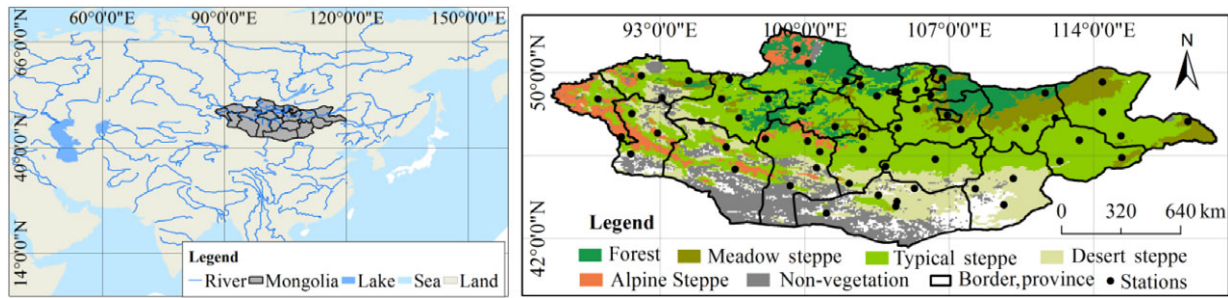 60°0'0"E 90°0'0"E 120°0'0"E 150°0'0"E
66°0'0"N
40°0'0"N
14°0'0"N
Legend
River Mongolia Lake Sea Land
93°0'0"E 100°0'0"E 107°0'0"E 114°0'0"E
N
50°0'0"N
42°0'0"N
0 320 640 km
Legend
Forest Meadow steppe Typical steppe Desert steppe
Alpine Steppe Non-vegetation Border,province Stations